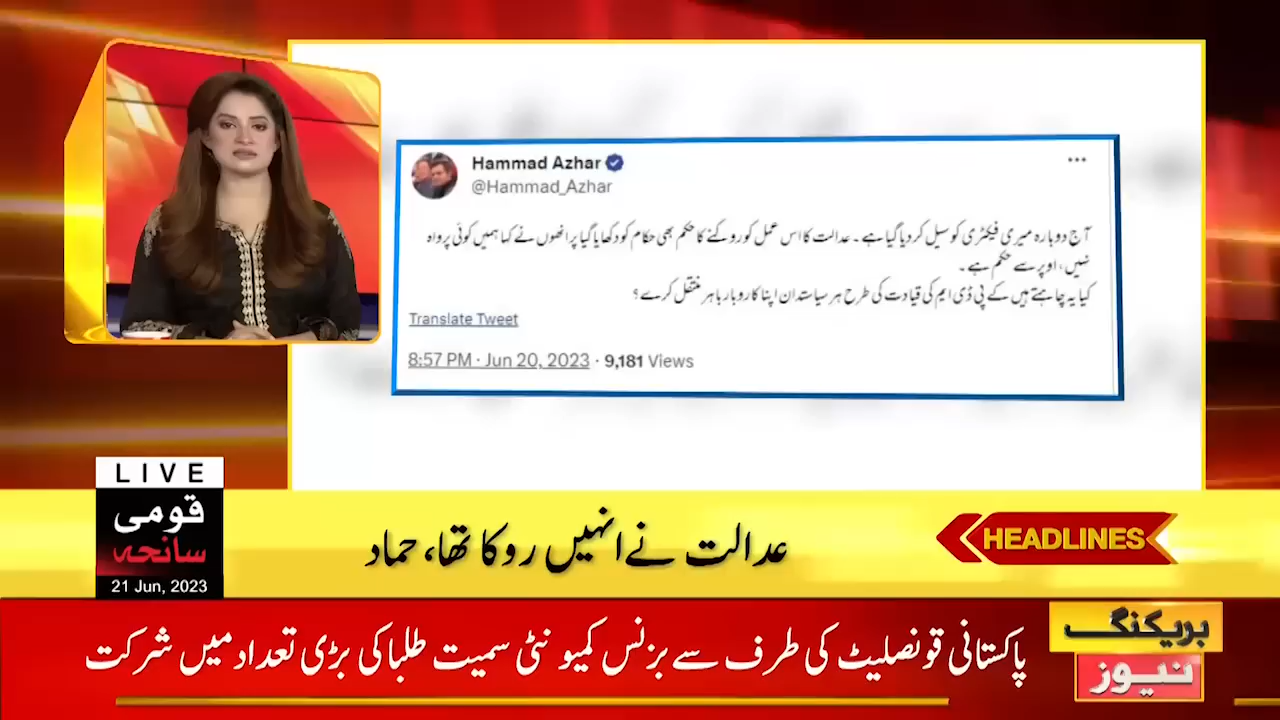 Hammad Azhar
@Hammad_Azhar
آج دوبارہ میری فیکٹری کو سیل کر دیا گیا ہے۔ عدالت کا اس عمل کو روکنے کا حکم بھی حکام کو دکھایا گیا پر انھوں نے کہا ہمیں کوئی پرواہ
نہیں، اوپر سے حکم ہے۔
کیا یہ چاہتے ہیں کے پی ڈی ایم کی قیادت کی طرح ہر سیاستدان اپنا کاروبار باہر منتقل کرے؟
Translate Tweet
8:57 PM · Jun 20, 2023 · 9,181 Views
LIVE
قومی
سانحہ
21 Jun, 2023
عدالت نے انہیں روکا تھا، حماد
HEADLINES
بریکنگ
نیوز
پاکستانی قونصلیٹ کی طرف سے بزنس کمیونٹی سمیت طلبا کی بڑی تعداد میں شرکت